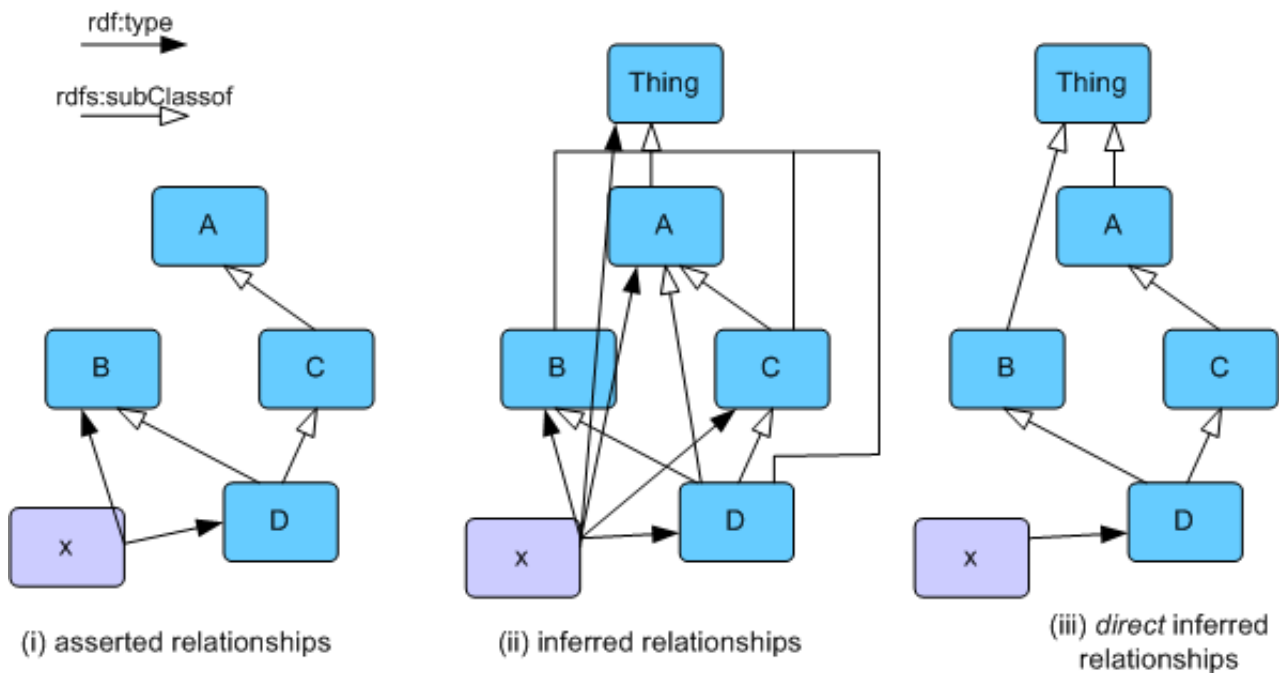 rdf:type
rdfs:subClassof
A
B
C
D
x
(i) asserted relationships
Thing
A
B
C
D
x
(ii) inferred relationships
Thing
A
B
C
D
x
(iii) direct inferred
relationships